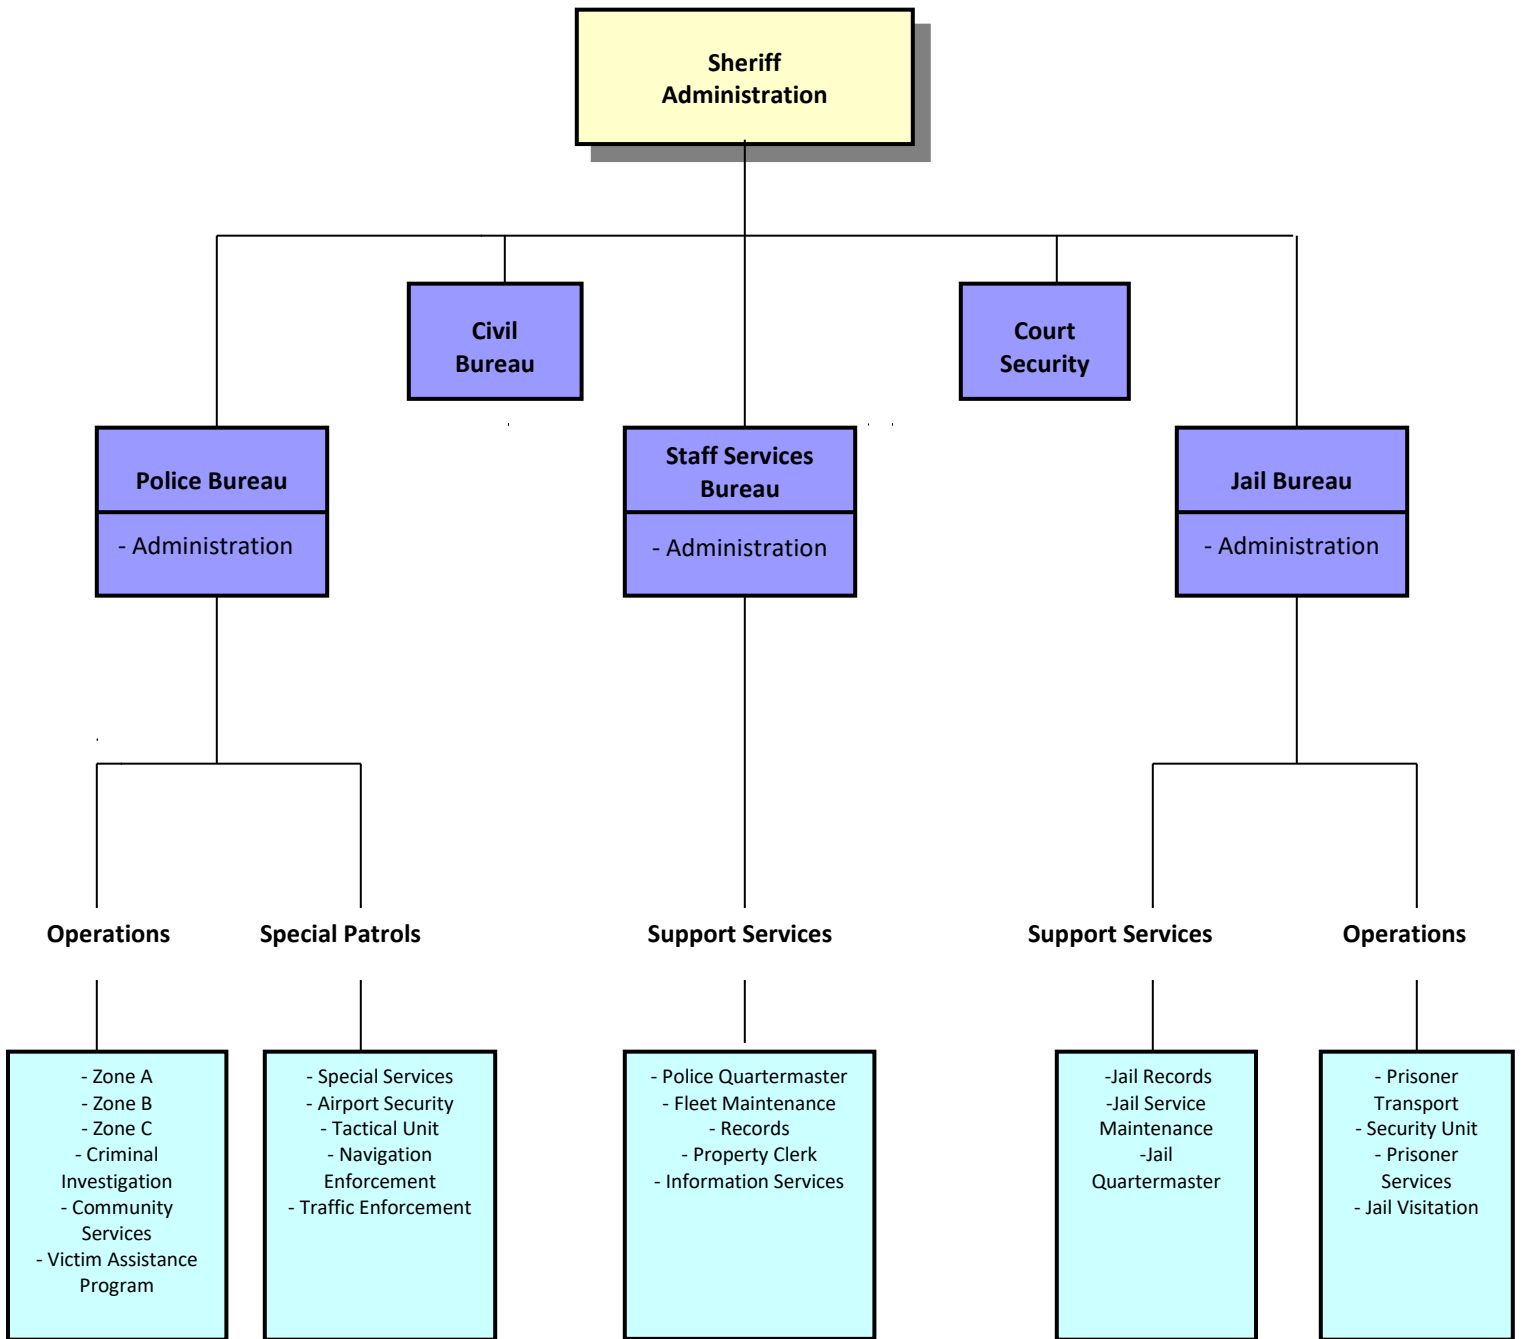 Sheriff
Administration
Civil
Bureau
Court
Security
Police Bureau
- Administration
Staff Services
Bureau
- Administration
Jail Bureau
- Administration
Operations
Special Patrols
Support Services
Support Services
Operations
- Zone A
- Zone B
- Zone C
- Criminal
Investigation
- Community
Services
- Victim Assistance
Program
- Special Services
- Airport Security
- Tactical Unit
- Navigation
Enforcement
- Traffic Enforcement
- Police Quartermaster
- Fleet Maintenance
- Records
- Property Clerk
- Information Services
-Jail Records
-Jail Service
Maintenance
-Jail
Quartermaster
- Prisoner
Transport
- Security Unit
- Prisoner
Services
- Jail Visitation